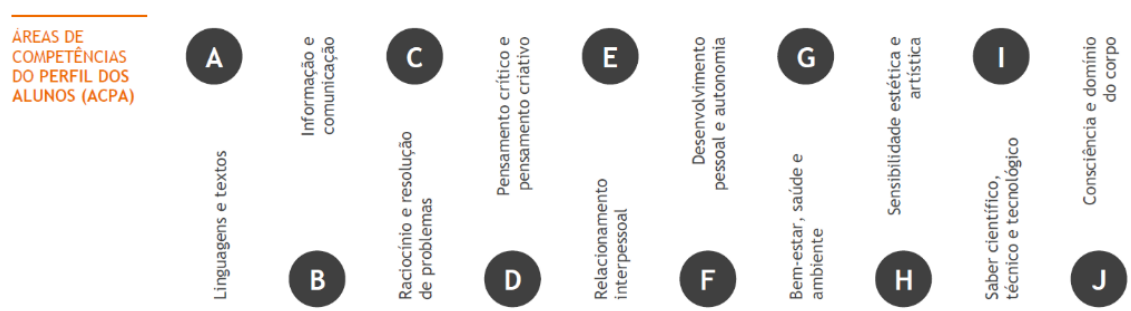 ÁREAS DE
COMPETÊNCIAS
DO PERFIL DOS
ALUNOS (ACPA)
A
Linguagens e textos
Informação e
comunicação
B
C
Raciocínio e resolução
de problemas
Pensamento crítico e
pensamento criativo
D
E
Relacionamento
interpessoal
Desenvolvimento
pessoal e autonomia
F
G
Bem-estar, saúde e
ambiente
Sensibilidade estética e
artística
H
I
Saber científico,
técnico e tecnológico
Consciência e domínio
do corpo
J